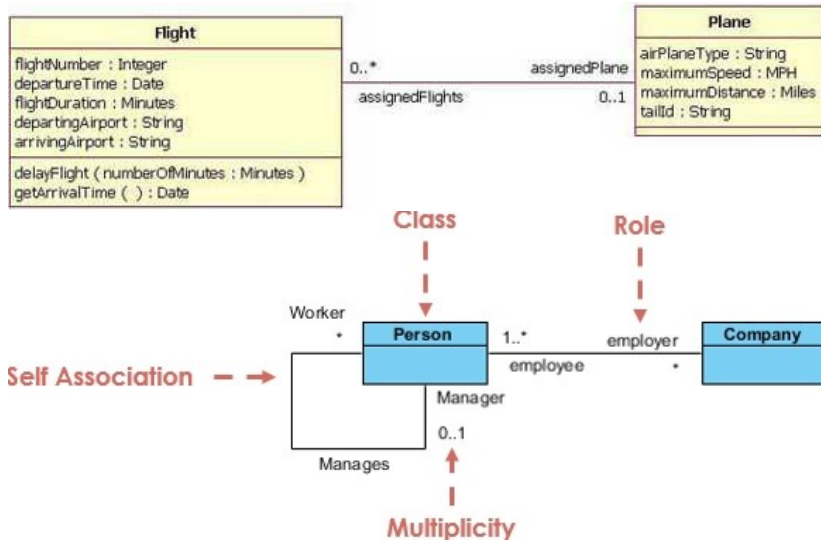 Flight
flightNumber : Integer
departureTime : Date
flightDuration : Minutes
departingAirport : String
arrivingAirport : String
delayFlight ( numberOfMinutes : Minutes )
getArrivalTime ( ) : Date
0..*
assignedFlights
assignedPlane
0..1
Plane
airPlaneType : String
maximumSpeed : MPH
maximumDistance : Miles
tailId : String
Class
Role
Worker
*
Person
1..*
employee
employer
*
Company
Self Association
Manager
0..1
Manages
Multiplicity